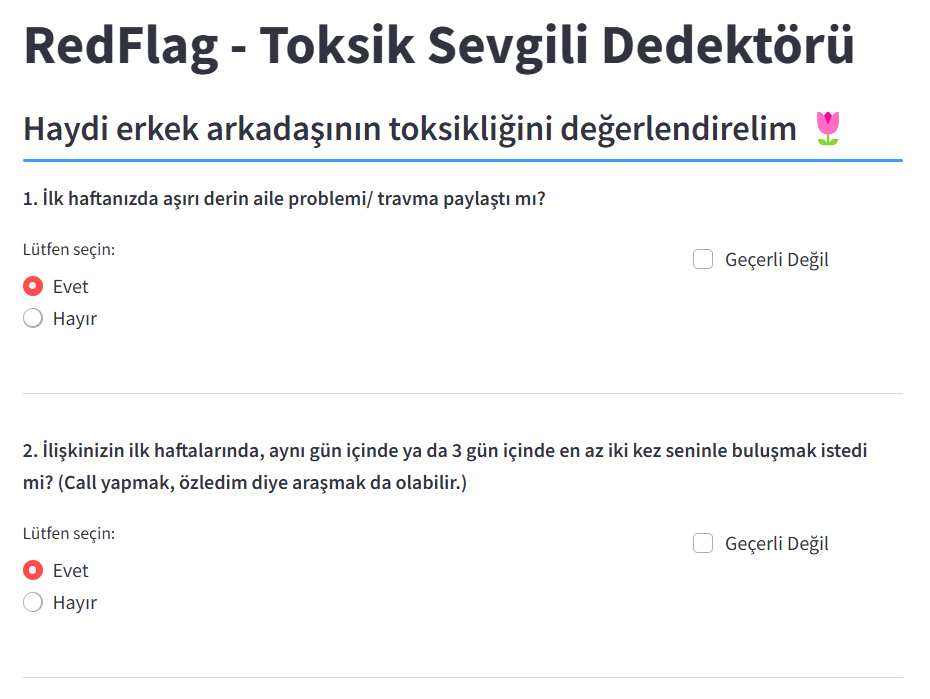 RedFlag - Toksik Sevgili Dedektörü
Haydi erkek arkadaşının toksikliğini değerlendirelim 🌷
1. İlk haftanızda aşırı derin aile problemi/ travma paylaştı mı?
Lütfen seçin:
Geçerli Değil
Evet
Hayır
2. İlişkinizin ilk haftalarında, aynı gün içinde ya da 3 gün içinde en az iki kez seninle buluşmak istedi
mi? (Call yapmak, özledim diye araşmak da olabilir.)
Lütfen seçin:
Geçerli Değil
Evet
Hayır